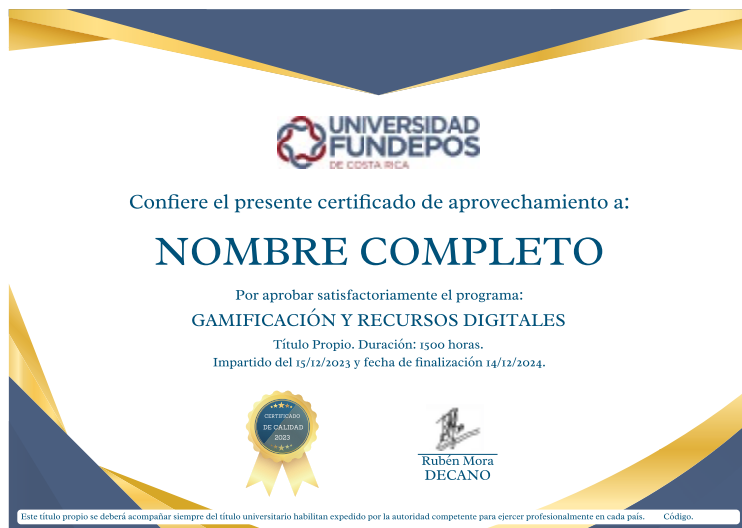 UNIVERSIDAD
FUNDEPOS
DE COSTA RICA
Confiere el presente certificado de aprovechamiento a:
NOMBRE COMPLETO
Por aprobar satisfactoriamente el programa:
GAMIFICACIÓN Y RECURSOS DIGITALES
Título Propio. Duración: 1500 horas.
Impartido del 15/12/2023 y fecha de finalización 14/12/2024.
CERTIFICADO
DE CALIDAD
2023
Rubén Mora
DECANO
Este título propio se deberá acompañar siempre del título universitario habilitan expedido por la autoridad competente para ejercer profesionalmente en cada país. Código.